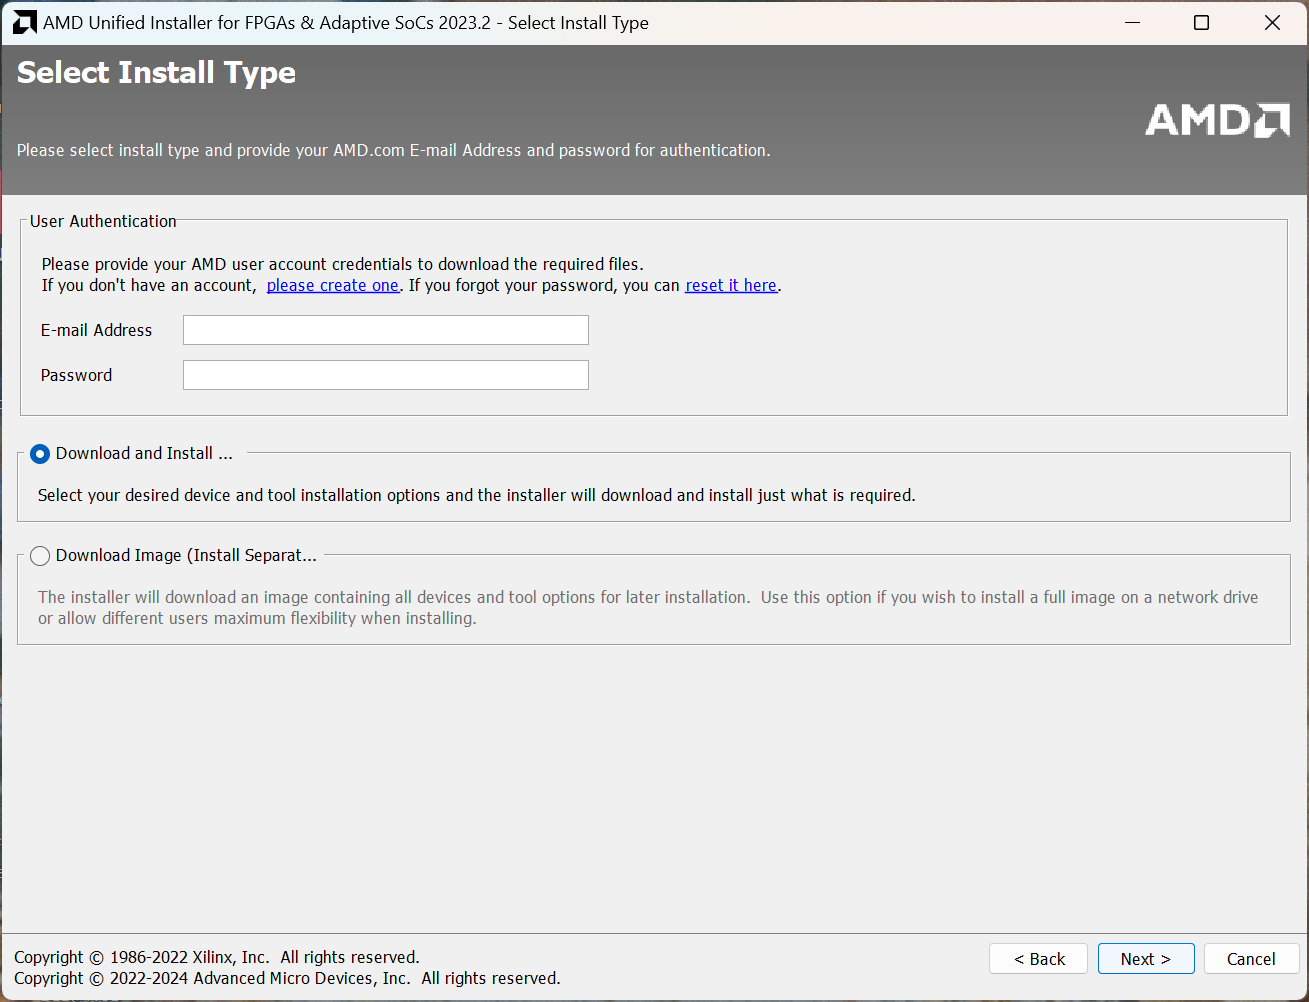 AMD Unified Installer for FPGAs & Adaptive SoCs 2023.2 - Select Install Type
Select Install Type
AMD
Please select install type and provide your AMD.com E-mail Address and password for authentication.
User Authentication
Please provide your AMD user account credentials to download the required files.
If you don't have an account,  please create one. If you forgot your password, you can reset it here.
E-mail Address
Password
Download and Install ...
Select your desired device and tool installation options and the installer will download and install just what is required.
Download Image (Install Separat...
The installer will download an image containing all devices and tool options for later installation.  Use this option if you wish to install a full image on a network drive
or allow different users maximum flexibility when installing.
Copyright © 1986-2022 Xilinx, Inc.  All rights reserved.
Copyright © 2022-2024 Advanced Micro Devices, Inc.  All rights reserved.
< Back
Next >
Cancel